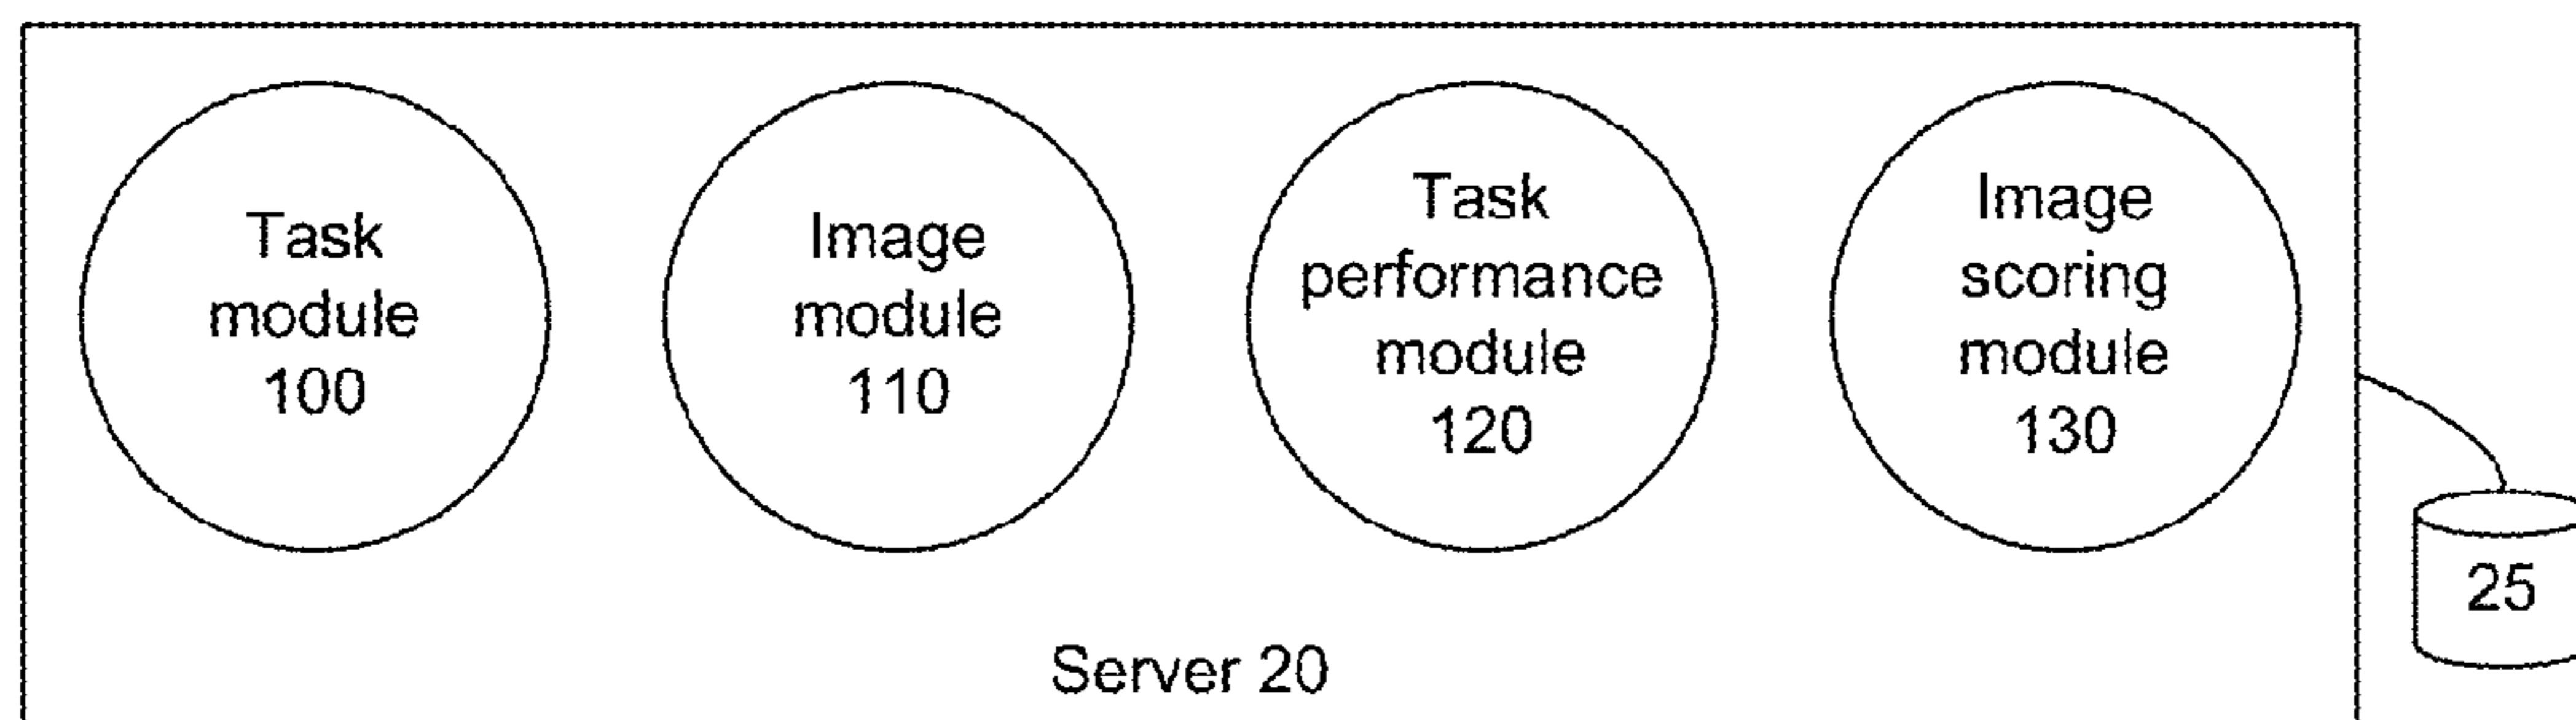 Task
module
100
Image
module
110
Task
performance
module
120
Image
scoring
module
130
25
Server 20